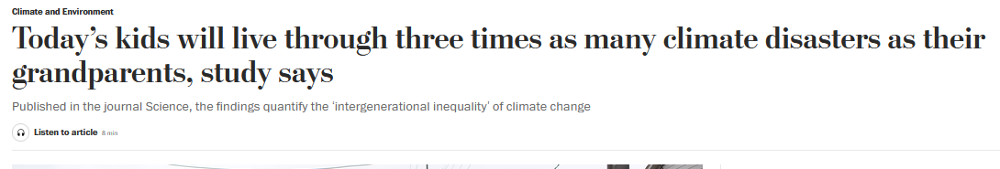 Climate and Environment
Today’s kids will live through three times as many climate disasters as their
grandparents, study says
Published in the journal Science, the findings quantify the ‘intergenerational inequality’ of climate change
Listen to article 8 min